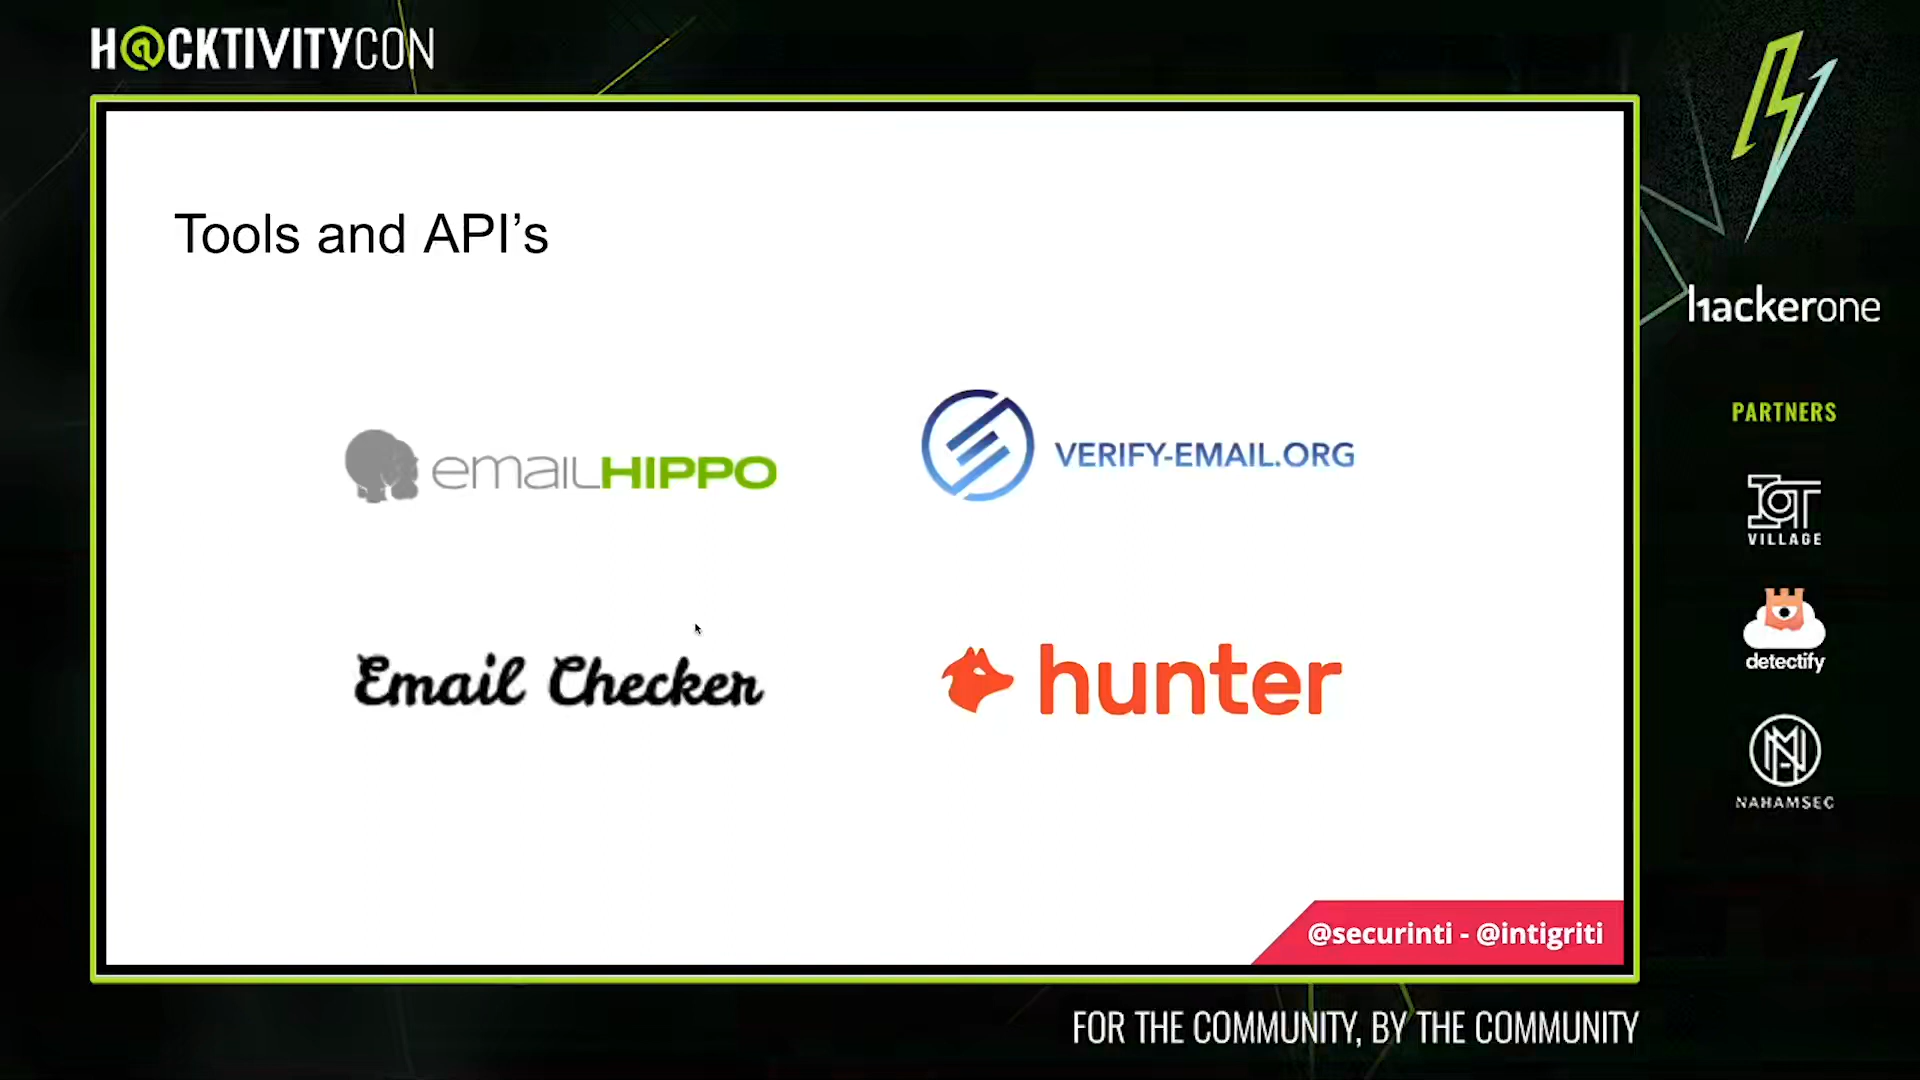 H@CKTIVITYCON
Tools and API’s
emailHIPPO
VERIFY-EMAIL.ORG
Email Checker
hunter
@securinti - @intigriti
FOR THE COMMUNITY, BY THE COMMUNITY
hackerone
PARTNERS
IOT
VILLAGE
detectify
NAHAMSEC